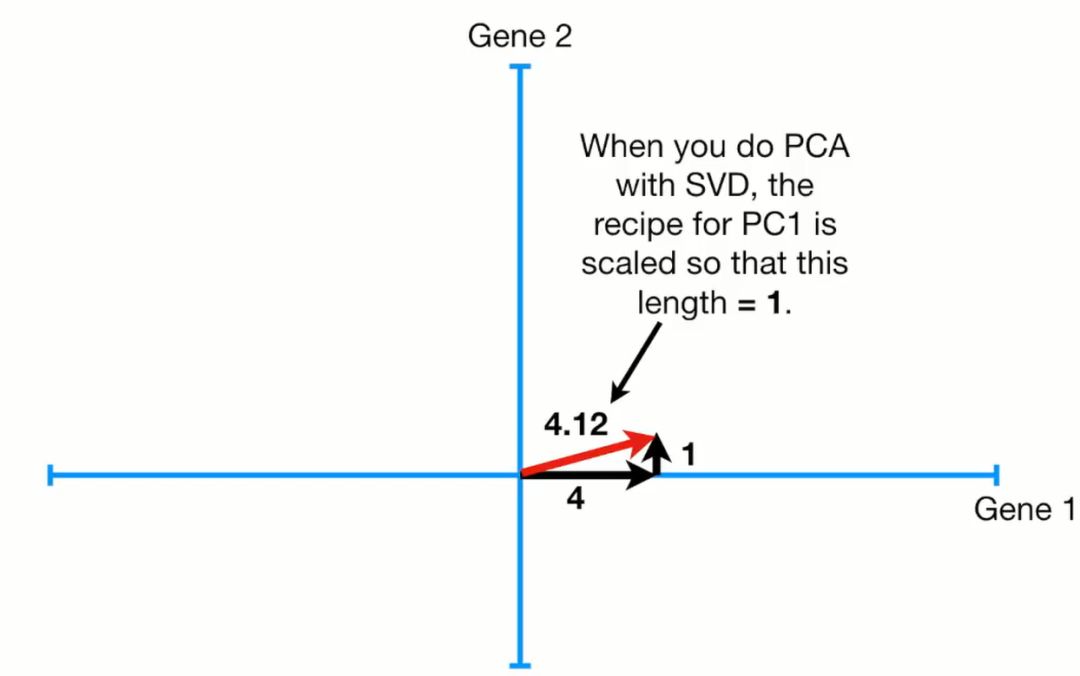 Gene 2
When you do PCA
with SVD, the
recipe for PC1 is
scaled so that this
length = 1.
4.12
1
4
Gene 1